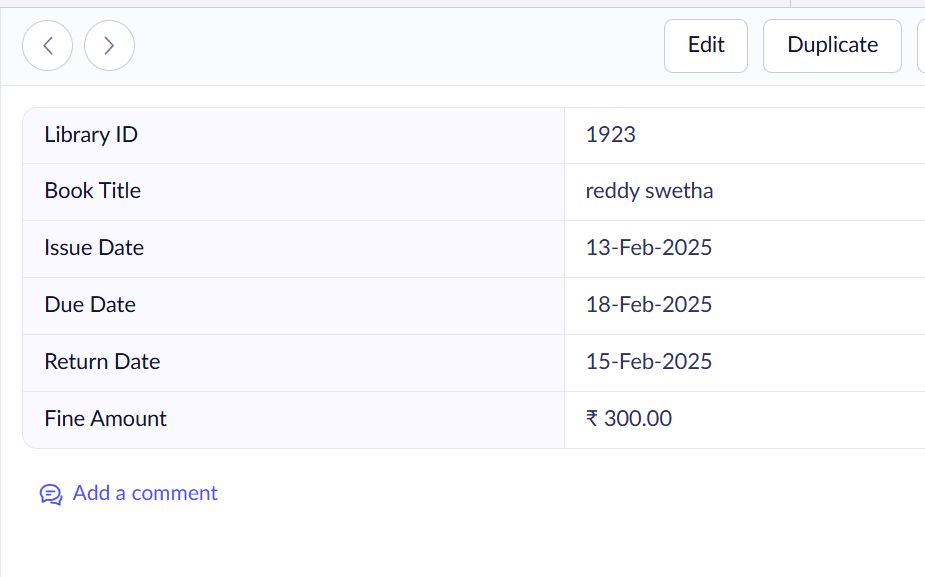 Edit Duplicate
Library ID 1923
Book Title reddy swetha
Issue Date 13-Feb-2025
Due Date 18-Feb-2025
Return Date 15-Feb-2025
Fine Amount ₹ 300.00
Add a comment